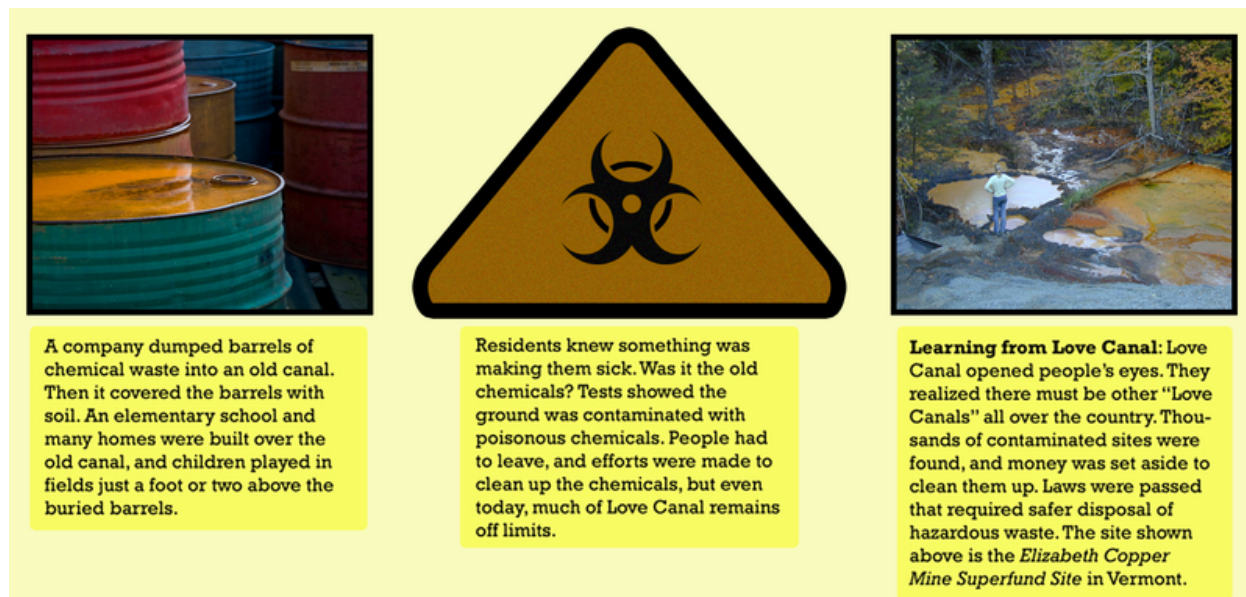 A company dumped barrels of
chemical waste into an old canal.
Then it covered the barrels with
soil. An elementary school and
many homes were built over the
old canal, and children played in
fields just a foot or two above the
buried barrels.
Residents knew something was
making them sick. Was it the old
chemicals? Tests showed the
ground was contaminated with
poisonous chemicals. People had
to leave, and efforts were made to
clean up the chemicals, but even
today, much of Love Canal remains
off limits.
Learning from Love Canal: Love
Canal opened people's eyes. They
realized there must be other “Love
Canals” all over the country. Thou-
sands of contaminated sites were
found, and money was set aside to
clean them up. Laws were passed
that required safer disposal of
hazardous waste. The site shown
above is the Elizabeth Copper
Mine Superfund Site in Vermont.